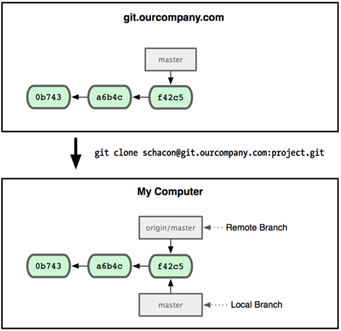 git.ourcompany.com
master
0b743 a6b4c f42c5
git clone schacon@git.ourcompany.com:project.git
My Computer
origin/master Remote Branch
0b743 a6b4c f42c5
master Local Branch